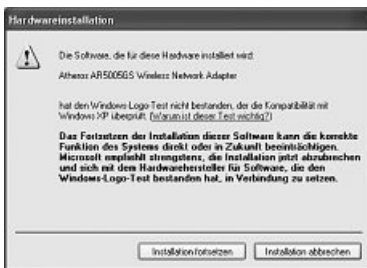 Hardwareinstallation
Die Software, die für diese Hardware installiert wird:
Atheros AR5005GS Wireless Network Adapter
hat den Windows-Logo-Test nicht bestanden, der die Kompatibilität mit
Windows XP überprüft. (Warum ist dieser Test wichtig?)
Das Fortsetzen der Installation dieser Software kann die korrekte
Funktion des Systems direkt oder in Zukunft beeinträchtigen.
Microsoft empfiehlt strengstens, die Installation jetzt abzubrechen
und sich mit dem Hardwarehersteller für Software, die den
Windows-Logo-Test bestanden hat, in Verbindung zu setzen.
Installation fortsetzen
Installation abbrechen